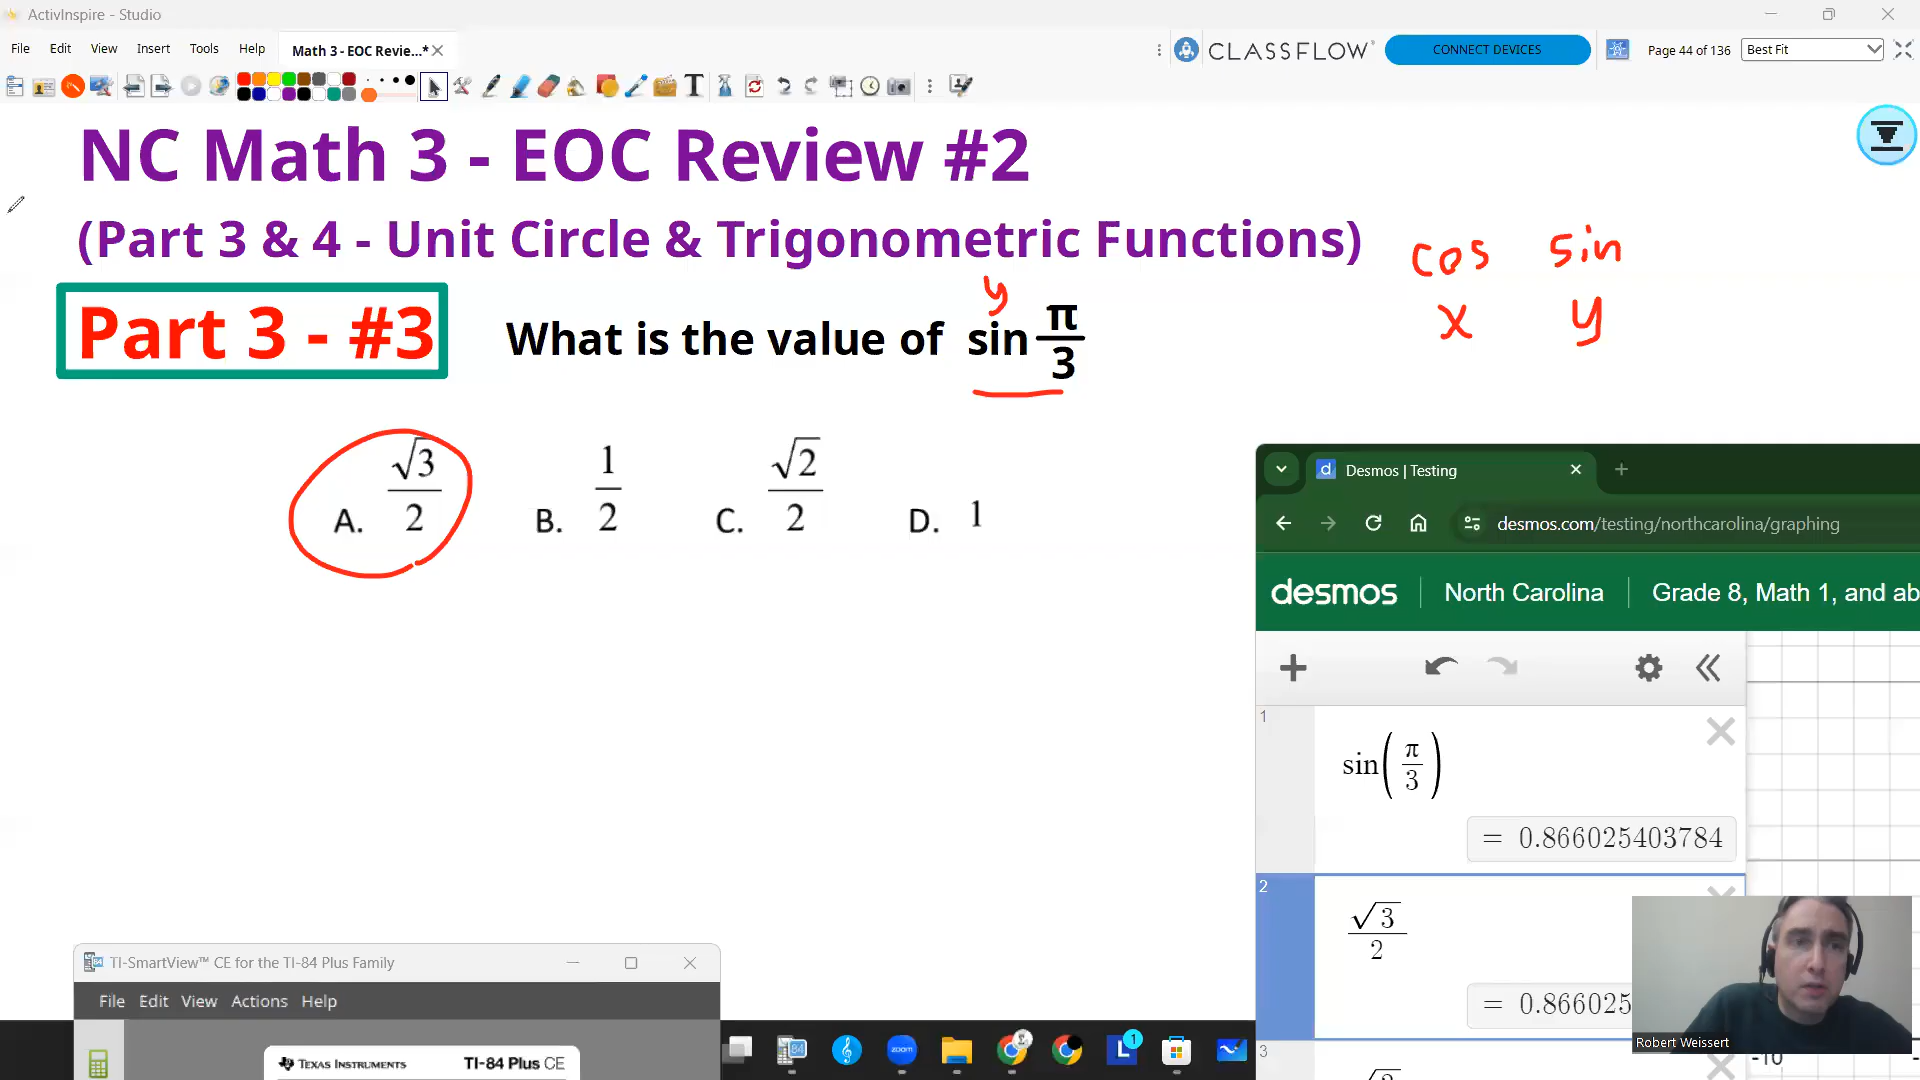 ActivInspire - Studio
File Edit View Insert Tools Help Math 3 - EOC Revie...* CLASSFLOW CONNECT DEVICES Page 44 of 136 Best Fit
NC Math 3 - EOC Review #2
(Part 3 & 4 - Unit Circle & Trigonometric Functions)
cos sin
x y
Part 3 - #3
y
What is the value of sin π/3
A. √3/2 B. 1/2 C. √2/2 D. 1
Desmos | Testing
desmos.com/testing/northcarolina/graphing
desmos North Carolina Grade 8, Math 1, and ab
1
sin(π/3)
= 0.866025403784
2
√3/2
= 0.866025
3
-10
Robert Weissert
TI-SmartView™ CE for the TI-84 Plus Family
File Edit View Actions Help
TEXAS INSTRUMENTS TI-84 Plus CE
zoom
L 1